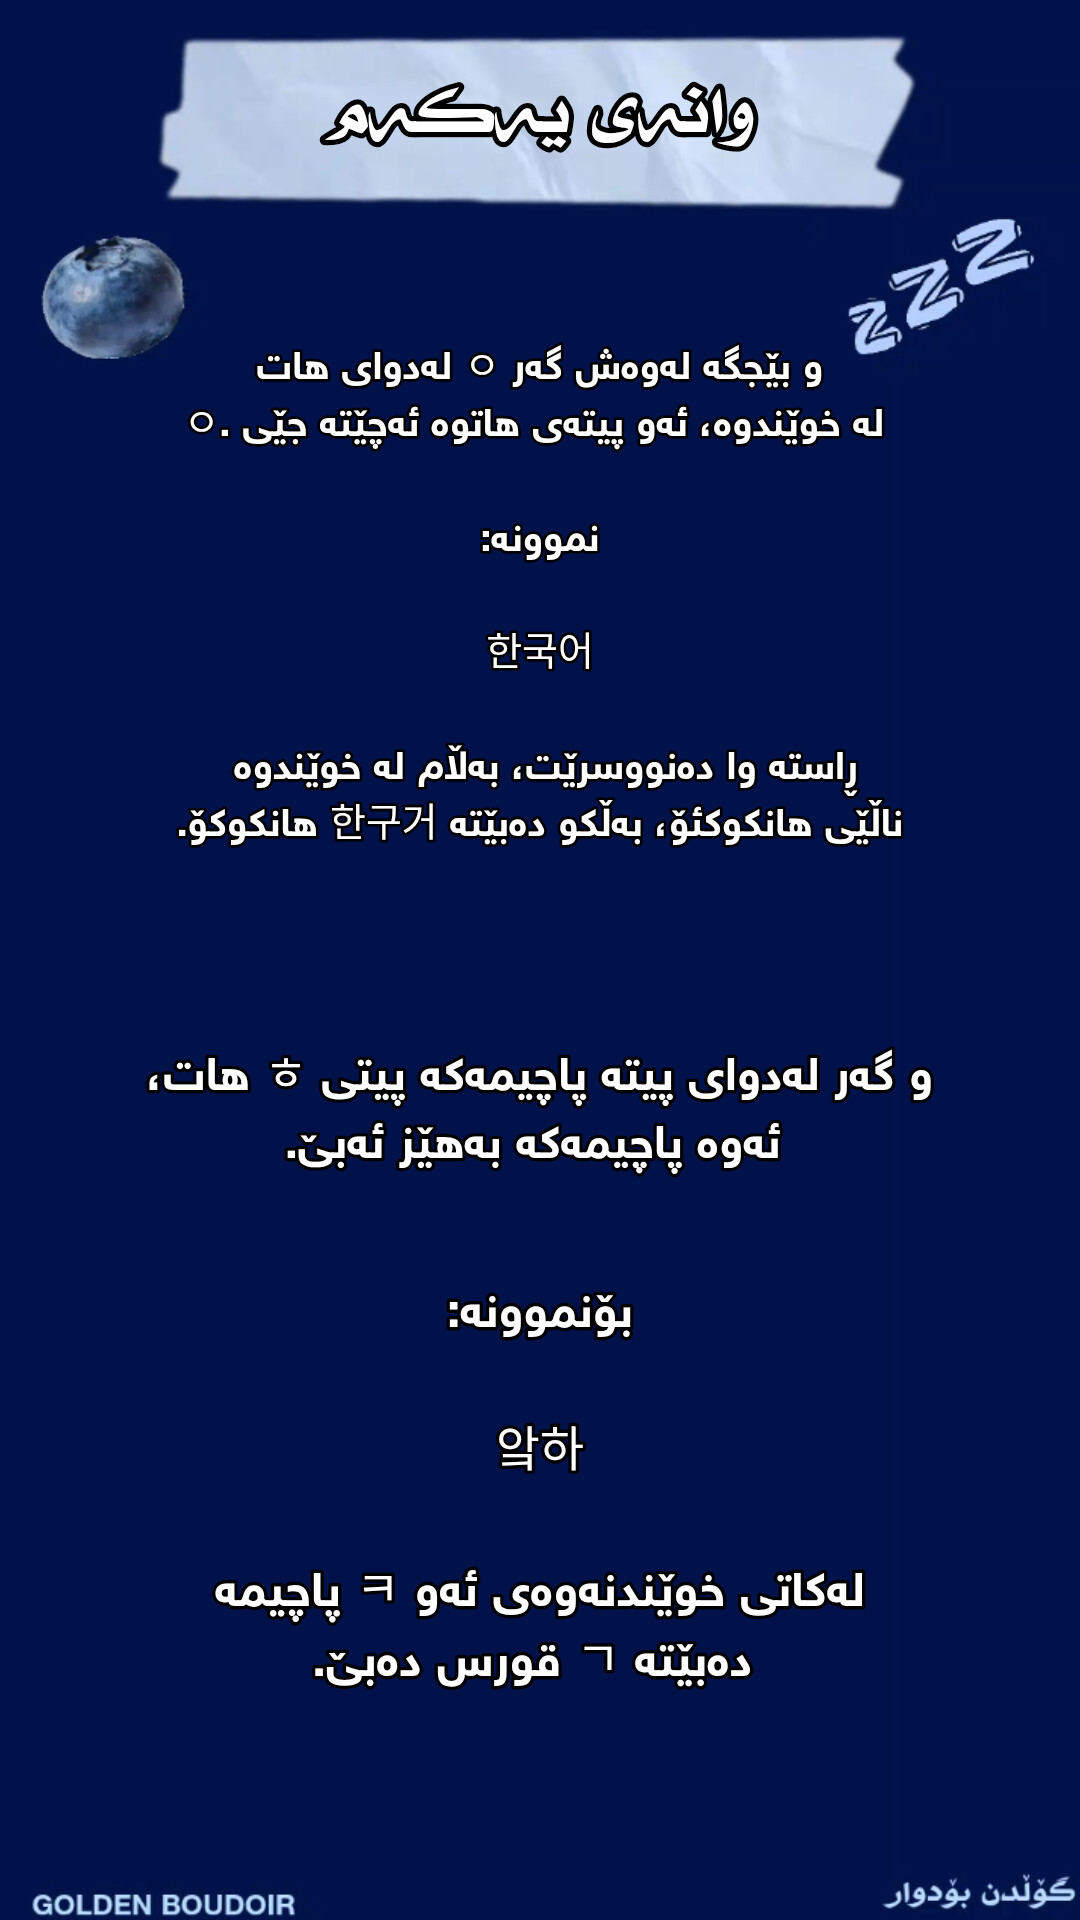 وانەی یەکەم
zzz
و بێجگە لەوەش گەر ㅇ لەدوای هات
لە خوێندوە، ئەو پیتەی هاتوە ئەچێتە جێی .ㅇ
نموونە:
한국어
ڕاستە وا دەنووسرێت، بەڵام لە خوێندوە
ناڵێی هانکوکئۆ، بەڵکو دەبێتە 한구거 هانکوکۆ.
و گەر لەدوای پیتە پاچیمەکە پیتی ㅎ هات،
ئەوە پاچیمەکە بەهێز ئەبێ.
بۆنموونە:
앜하
لەکاتی خوێندنەوەی ئەو ㅋ پاچیمە
دەبێتە ㄱ قورس دەبێ.
GOLDEN BOUDOIR
گۆڵدن بۆدوار